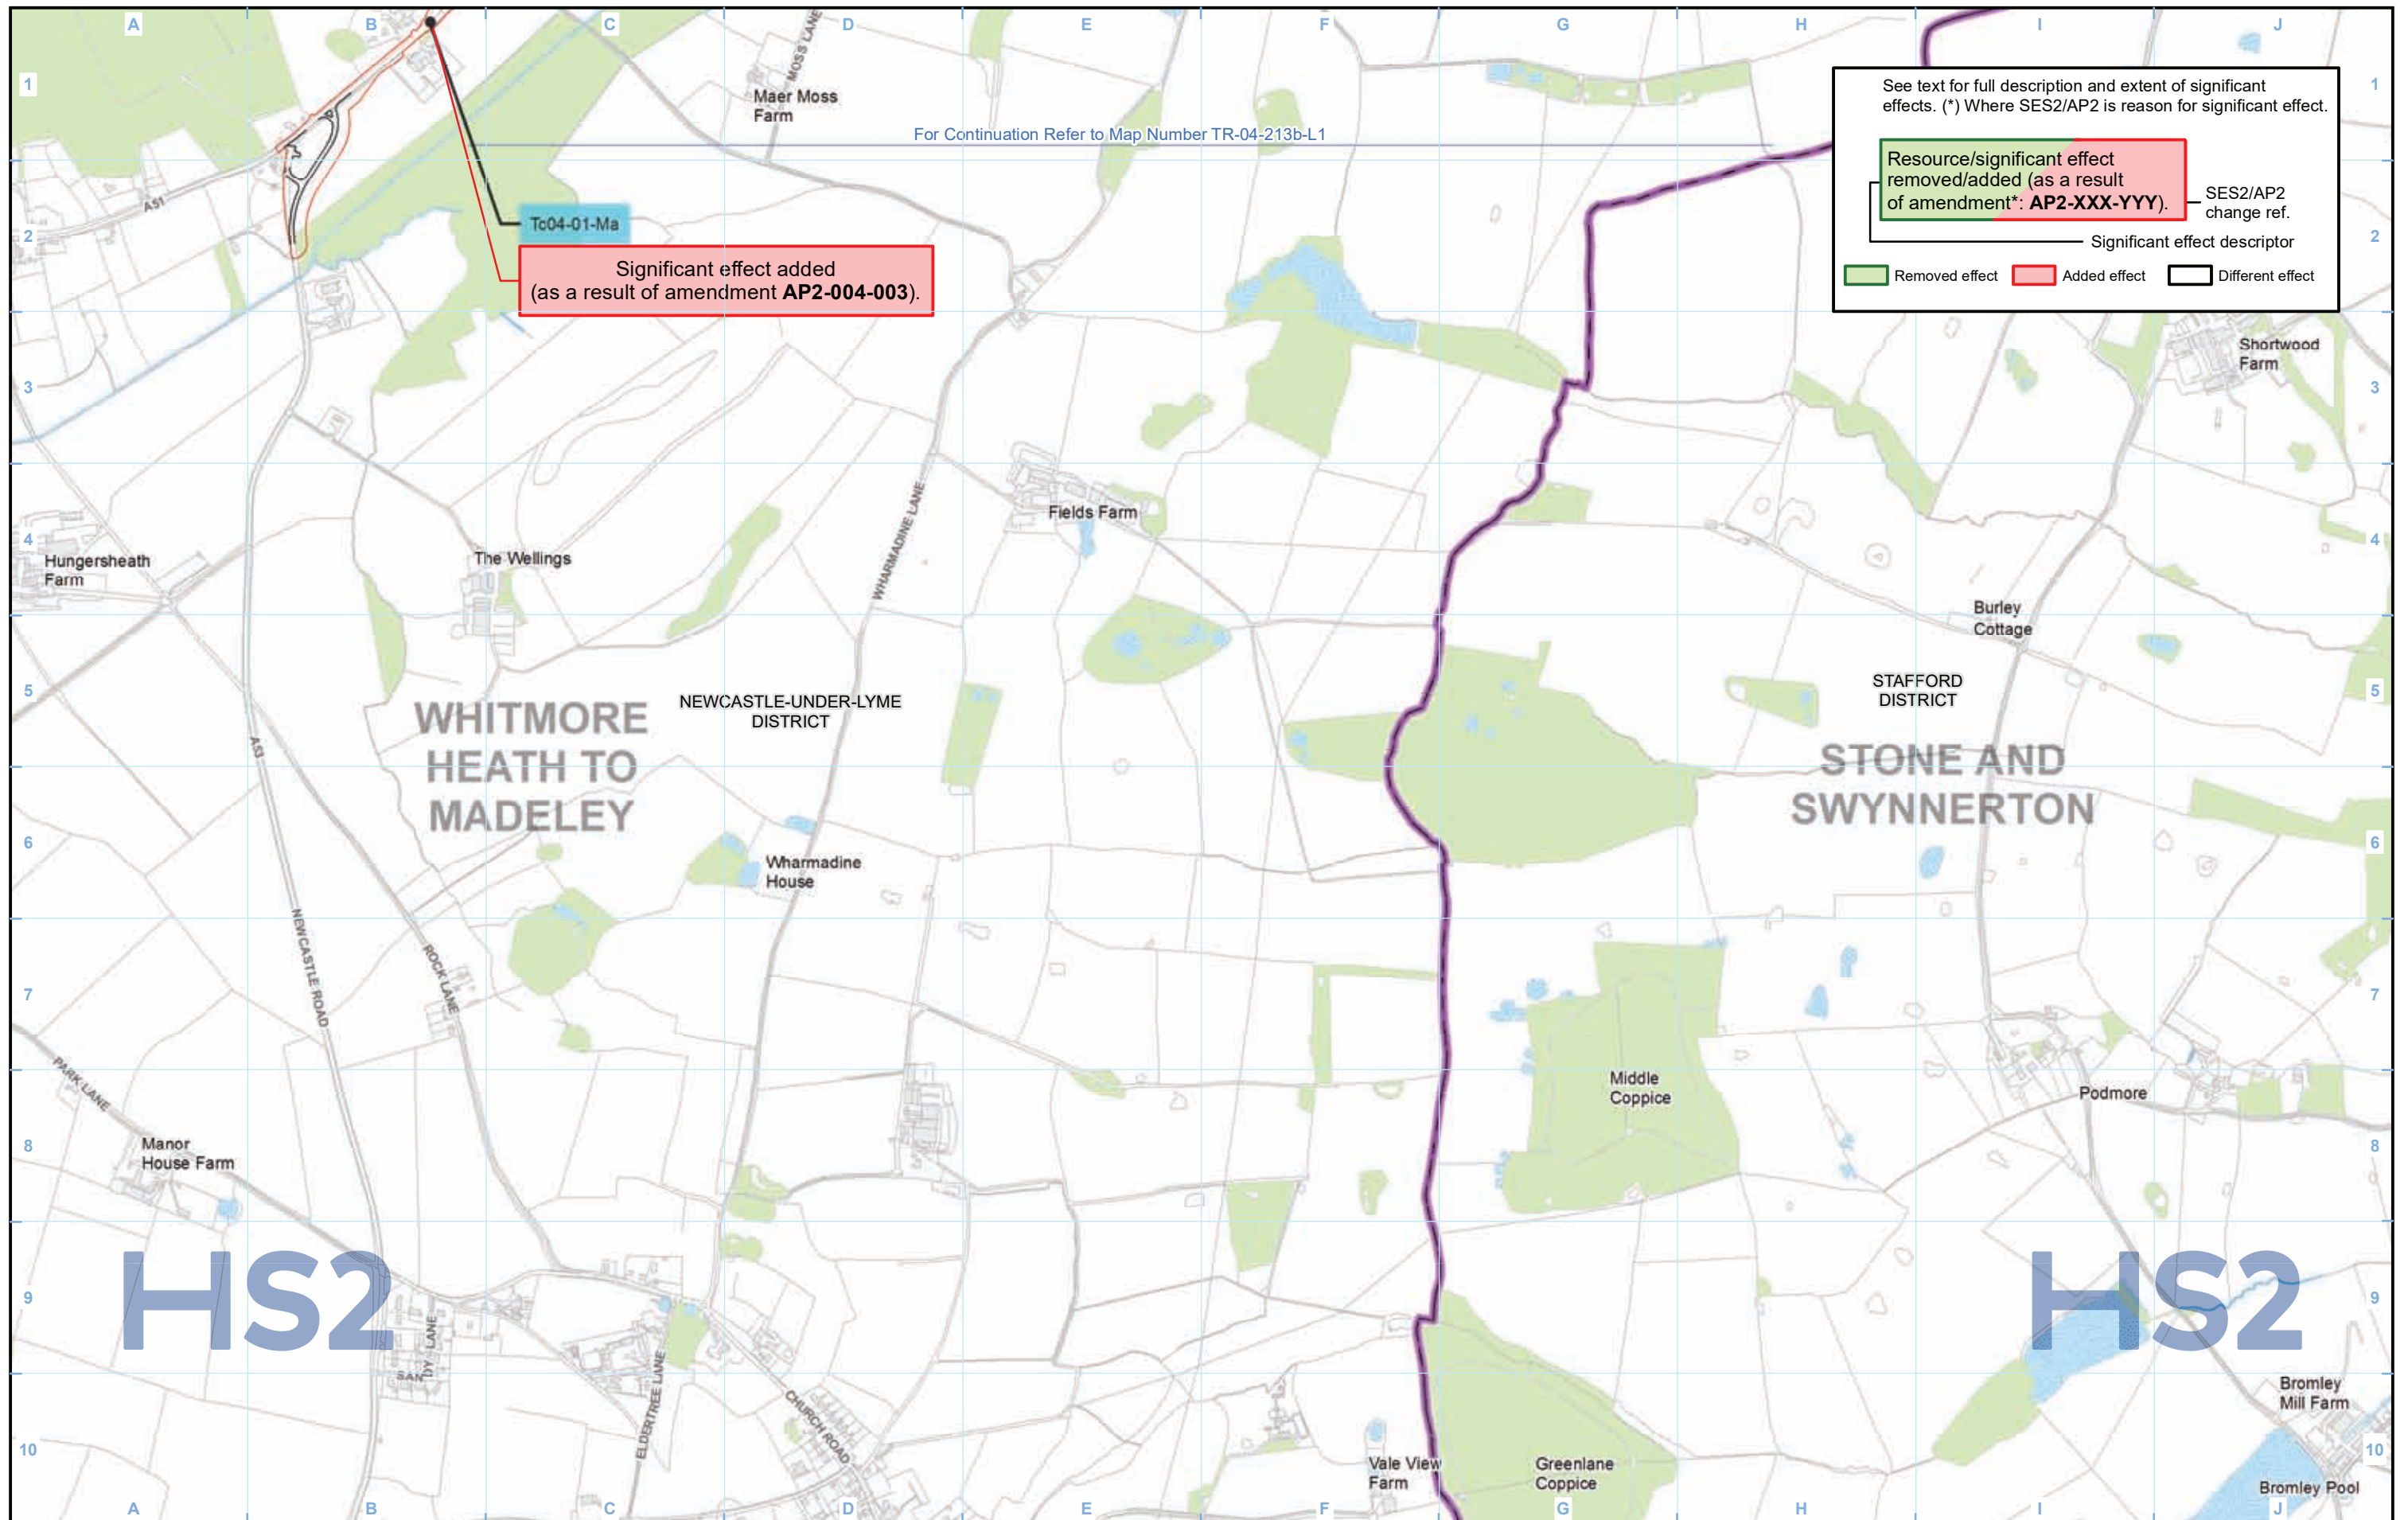 A B C D E F G H I J
1 1
2 2
3 3
4 4
5 5
6 6
7 7
8 8
9 9
10 10
A B C D E F G H I J
MOSS LANE
Maer Moss
Farm
For Continuation Refer to Map Number TR-04-213b-L1
See text for full description and extent of significant
effects. (*) Where SES2/AP2 is reason for significant effect.
Resource/significant effect
removed/added (as a result
of amendment*: AP2-XXX-YYY).
SES2/AP2
change ref.
Significant effect descriptor
Removed effect
Added effect
Different effect
A51
Tc04-01-Ma
Significant effect added
(as a result of amendment AP2-004-003).
Shortwood
Farm
WHARMADINE LANE
Fields Farm
Hungersheath
Farm
The Wellings
Burley
Cottage
WHITMORE
HEATH TO
MADELEY
NEWCASTLE-UNDER-LYME
DISTRICT
STAFFORD
DISTRICT
STONE AND
SWYNNERTON
A53
Wharmadine
House
NEWCASTLE ROAD
ROCK LANE
PARK LANE
Middle
Coppice
Podmore
Manor
House Farm
HS2
HS2
SANDY LANE
ELDERTREE LANE
CHURCH ROAD
Vale View
Farm
Greenlane
Coppice
Bromley
Mill Farm
Bromley Pool